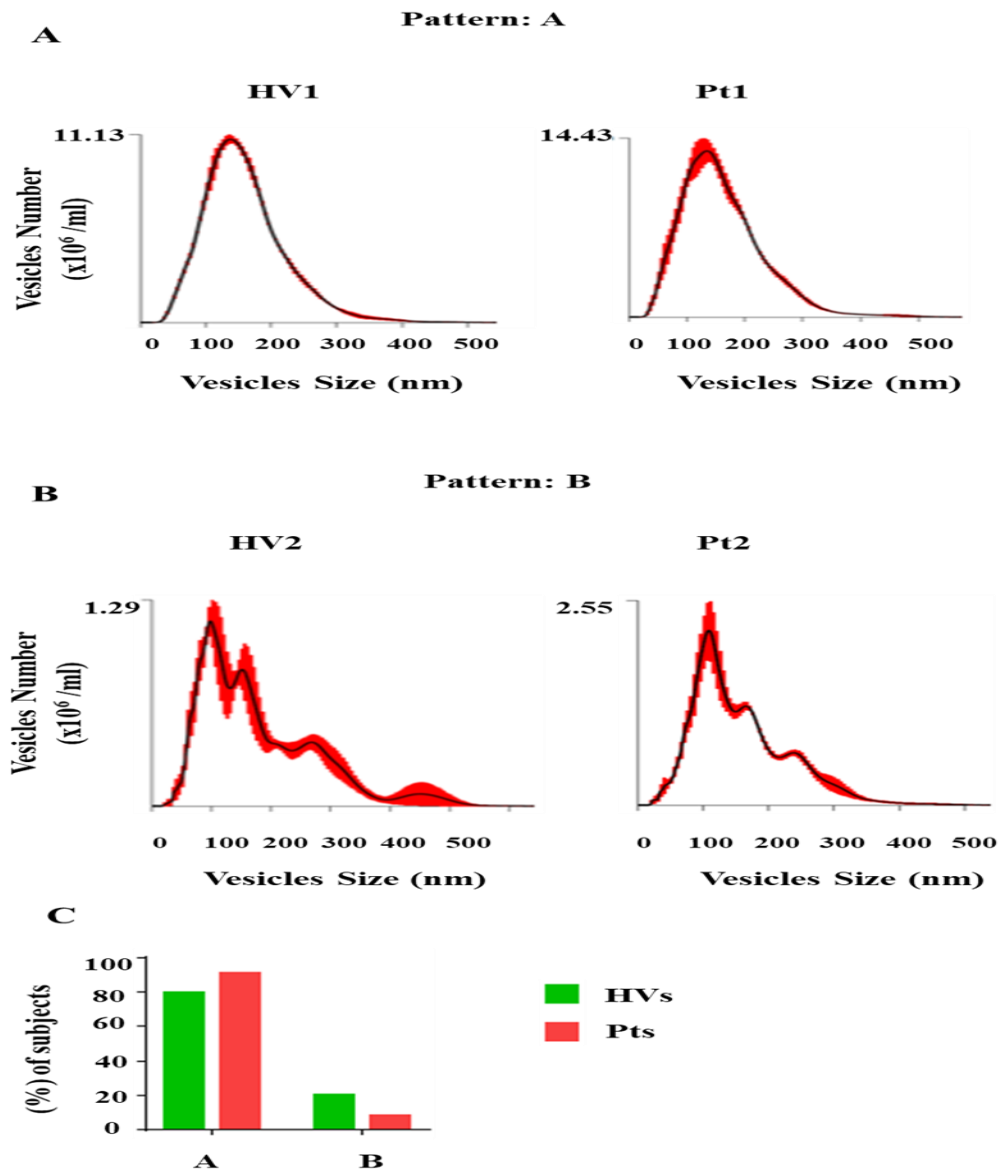 Pattern: A
A
HV1
Pt1
11.13
14.43
Vesicles Number
(x10⁶/ml)
0 100 200 300 400 500
0 100 200 300 400 500
Vesicles Size (nm)
Vesicles Size (nm)
Pattern: B
B
HV2
Pt2
1.29
2.55
Vesicles Number
(x10⁶/ml)
0 100 200 300 400 500
0 100 200 300 400 500
Vesicles Size (nm)
Vesicles Size (nm)
C
(%) of subjects
100
80
60
40
20
0
A B
HVs
Pts